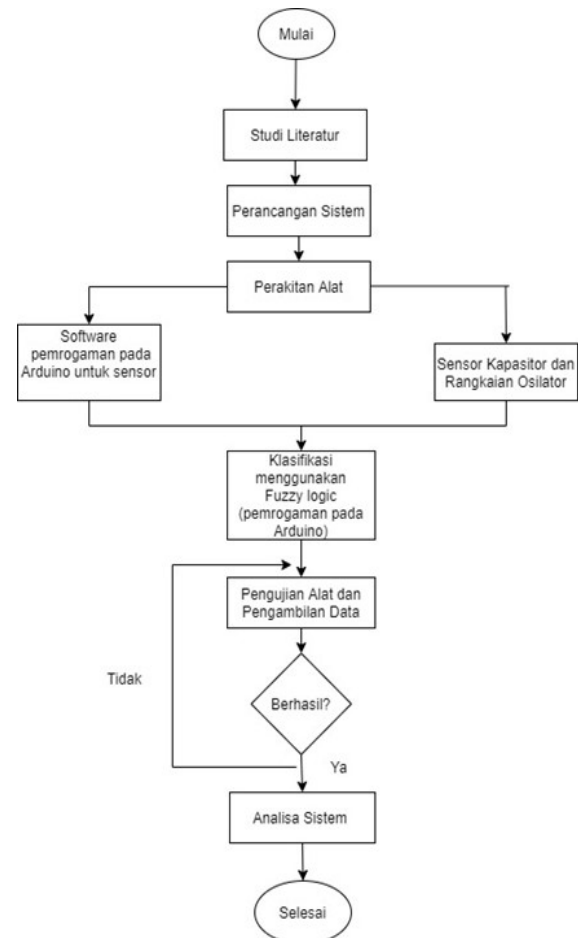 Mulai
Studi Literatur
Perancangan Sistem
Perakitan Alat
Software
pemrogaman pada
Arduino untuk sensor
Sensor Kapasitor dan
Rangkaian Osilator
Klasifikasi
menggunakan
Fuzzy logic
(pemrogaman pada
Arduino)
Pengujian Alat dan
Pengambilan Data
Tidak
Berhasil?
Ya
Analisa Sistem
Selesai